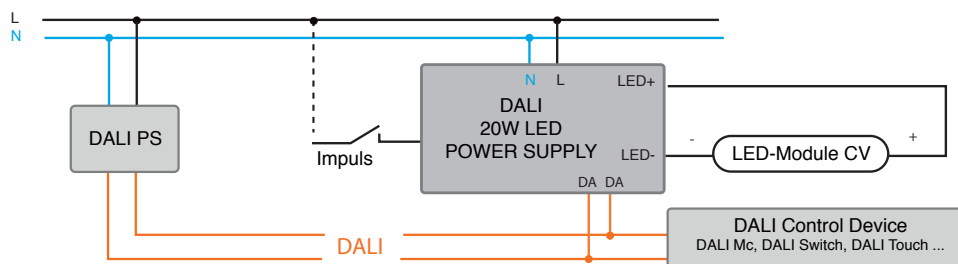 L
N
N L LED+
DALI
20W LED
POWER SUPPLY
DALI PS
Impuls
LED-
- LED-Module CV +
DA DA
DALI
DALI Control Device
DALI Mc, DALI Switch, DALI Touch ...